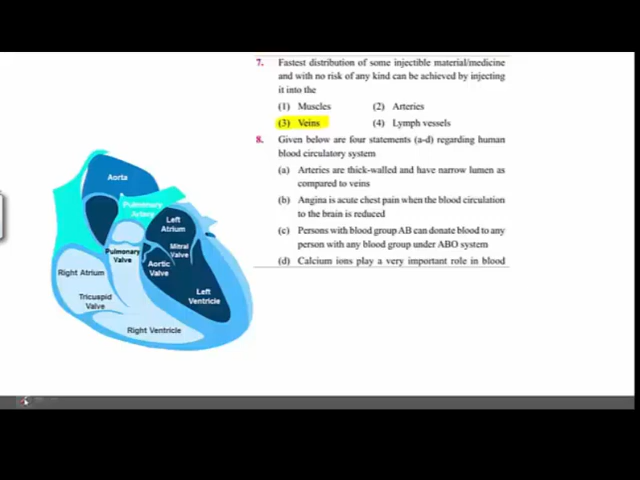 7. Fastest distribution of some injectible material/medicine
and with no risk of any kind can be achieved by injecting
it into the
(1) Muscles (2) Arteries
(3) Veins (4) Lymph vessels
8. Given below are four statements (a-d) regarding human
blood circulatory system
(a) Arteries are thick-walled and have narrow lumen as
compared to veins
(b) Angina is acute chest pain when the blood circulation
to the brain is reduced
(c) Persons with blood group AB can donate blood to any
person with any blood group under ABO system
(d) Calcium ions play a very important role in blood
Aorta
Pulmonary
Artery
Left
Atrium
Mitral
Valve
Pulmonary
Valve
Aortic
Valve
Right Atrium
Tricuspid
Valve
Left
Ventricle
Right Ventricle